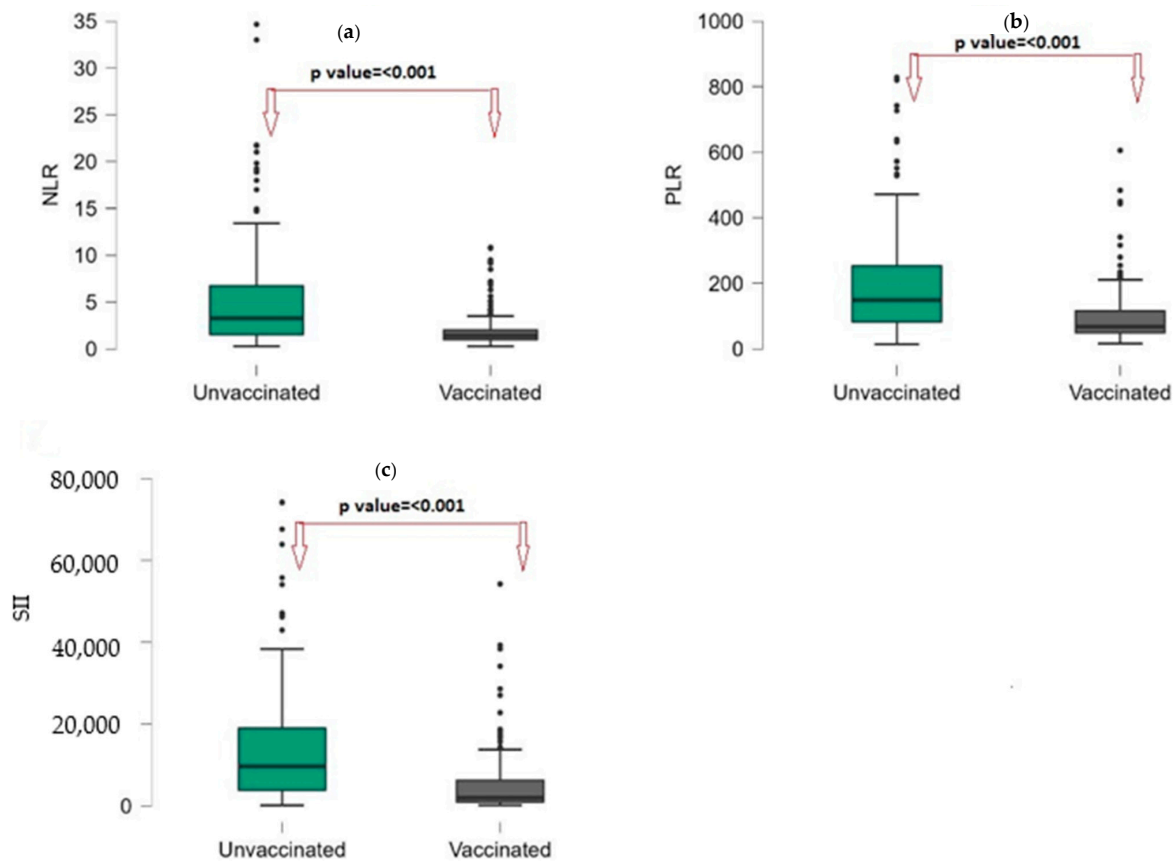 (a)
p value=<0.001
35
30
25
20
15
10
5
0
NLR
Unvaccinated
Vaccinated
(b)
p value=<0.001
1000
800
600
400
200
0
PLR
Unvaccinated
Vaccinated
(c)
p value=<0.001
80,000
60,000
40,000
20,000
0
SII
Unvaccinated
Vaccinated